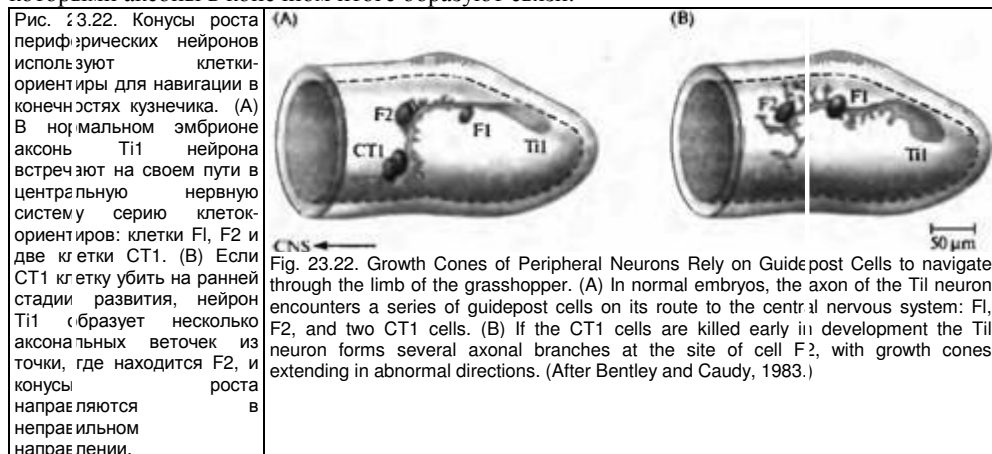 Рис. 23.22. Конусы роста
периферических нейронов
используют клетки-
ориентиры для навигации в
конечностях кузнечика. (А)
В нормальном эмбрионе
аксоны Ti1 нейрона
встречают на своем пути в
центральную нервную
систему серию клеток-
ориентиров: клетки Fl, F2 и
две клетки CT1. (В) Если
CT1 клетку убить на ранней
стадии развития, нейрон
Ti1 образует несколько
аксональных веточек из
точки, где находится F2, и
конусы роста
направляются в
неправильном
направлении.
(A)
F2
F1
CT1
Ti1
CNS
(B)
F2
F1
Ti1
50 µm
Fig. 23.22. Growth Cones of Peripheral Neurons Rely on Guidepost Cells to navigate
through the limb of the grasshopper. (A) In normal embryos, the axon of the Til neuron
encounters a series of guidepost cells on its route to the central nervous system: Fl,
F2, and two CT1 cells. (B) If the CT1 cells are killed early in development the Til
neuron forms several axonal branches at the site of cell F2, with growth cones
extending in abnormal directions. (After Bentley and Caudy, 1983.)